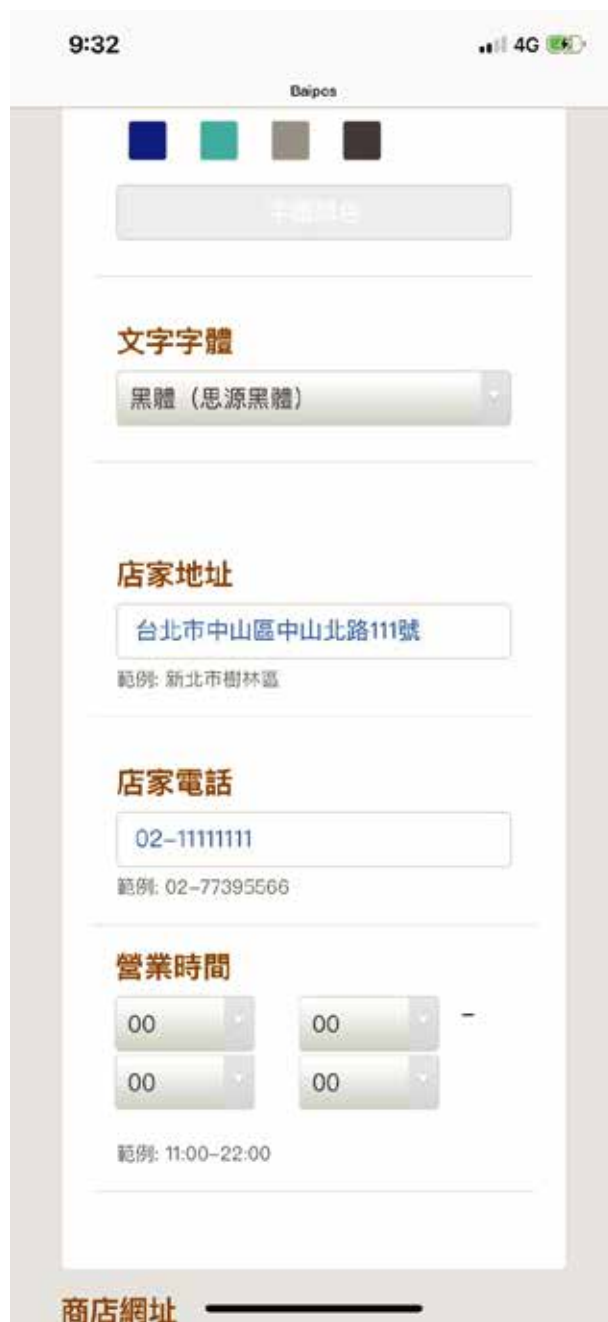 9:32
4G
Baipos
文字字體
黑體（思源黑體）
店家地址
台北市中山區中山北路111號
範例: 新北市樹林區
店家電話
02-11111111
範例: 02-77395566
營業時間
00 00 -
00 00
範例: 11:00-22:00
商店網址